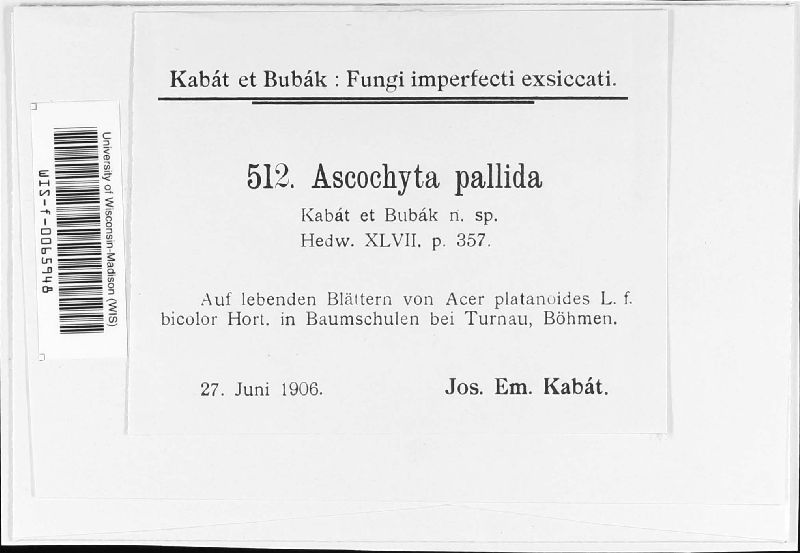 Kabát et Bubák : Fungi imperfecti exsiccati.
512. Ascochyta pallida
Kabát et Bubák n. sp.
Hedw. XLVII. p. 357.
Auf lebenden Blättern von Acer platanoides L. f.
bicolor Hort. in Baumschulen bei Turnau, Böhmen.
27. Juni 1906.
Jos. Em. Kabát.
University of Wisconsin-Madison (WIS)
WIS-f-0065948